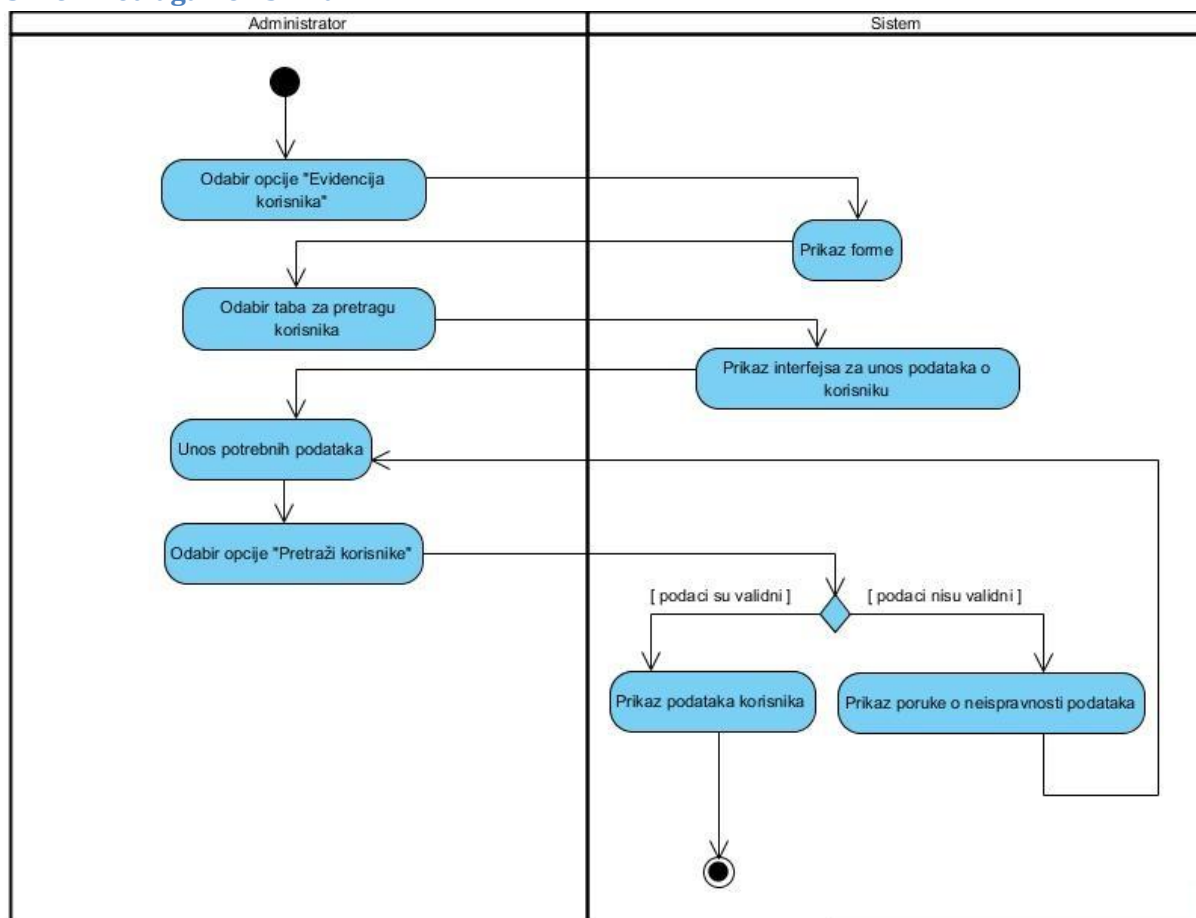 Administrator
Sistem
Odabir opcije "Evidencija
korisnika"
Prikaz forme
Odabir taba za pretragu
korisnika
Prikaz interfejsa za unos podataka o
korisniku
Unos potrebnih podataka
Odabir opcije "Pretraži korisnike"
[ podaci su validni ]
[ podaci nisu validni ]
Prikaz podataka korisnika
Prikaz poruke o neispravnosti podataka